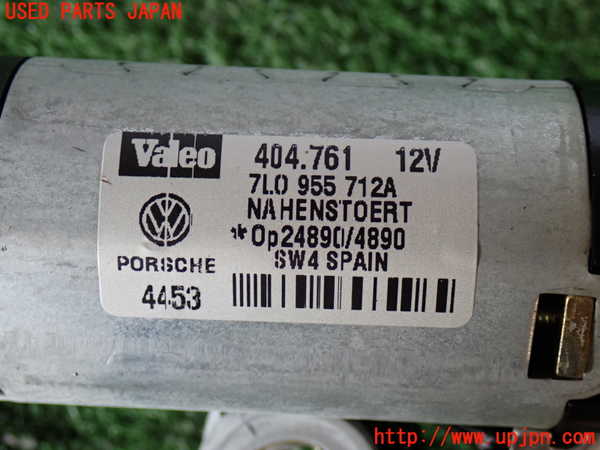 USED PARTS JAPAN
Valeo 404.761 12V
7L0 955 712A
NAHENSTOERT
*Op24890/4890
PORSCHE SW4 SPAIN
4453
http://www.upjpn.com/